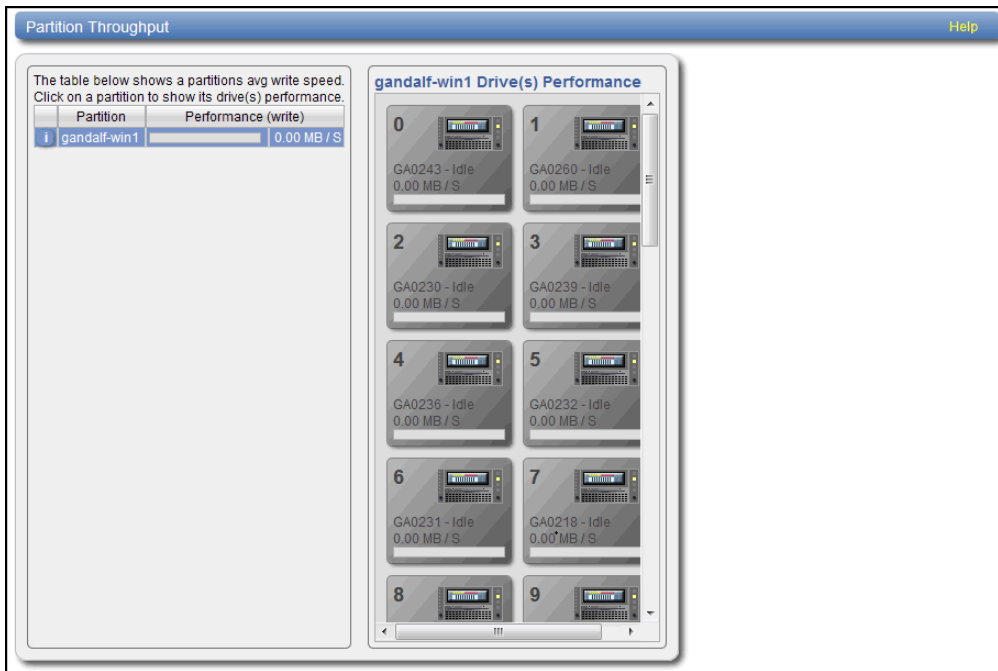 Partition Throughput
Help
The table below shows a partitions avg write speed.
Click on a partition to show its drive(s) performance.
Partition Performance (write)
i gandalf-win1 0.00 MB / S
gandalf-win1 Drive(s) Performance
0 1
GA0243 - Idle GA0260 - Idle
0.00 MB / S 0.00 MB / S
2 3
GA0230 - Idle GA0239 - Idle
0.00 MB / S 0.00 MB / S
4 5
GA0236 - Idle GA0232 - Idle
0.00 MB / S 0.00 MB / S
6 7
GA0231 - Idle GA0218 - Idle
0.00 MB / S 0.00 MB / S
8 9